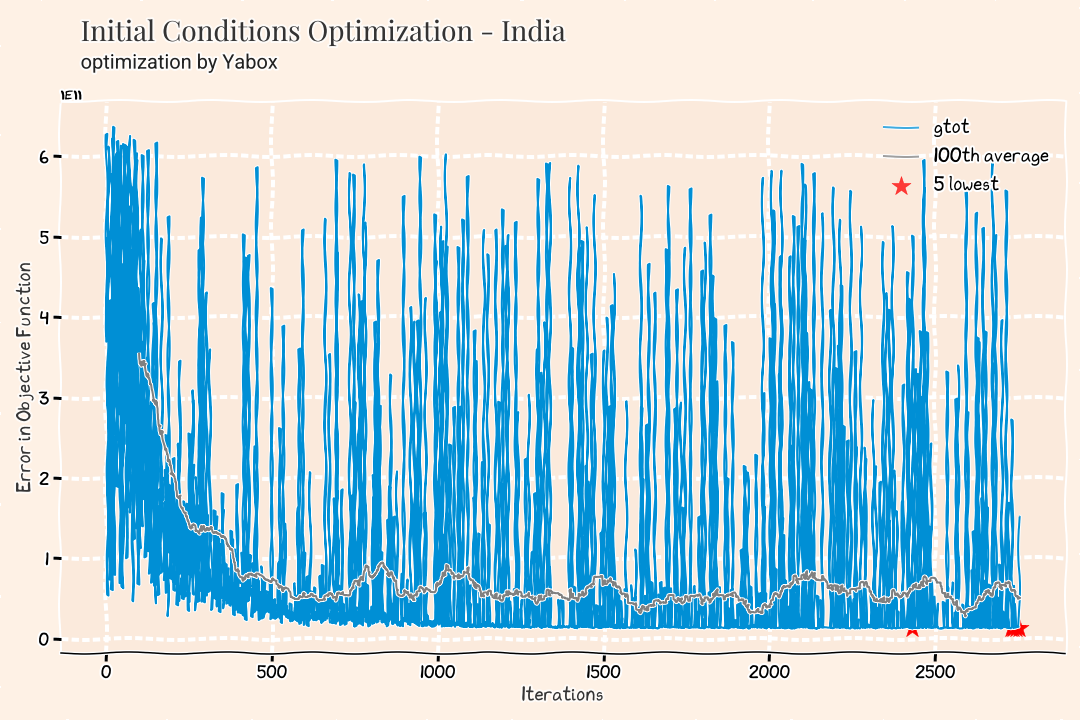 Initial Conditions Optimization - India
optimization by Yabox
1E11
gtot
100th average
5 lowest
6
5
4
3
2
1
0
Error in Objective Function
0 500 1000 1500 2000 2500
Iterations